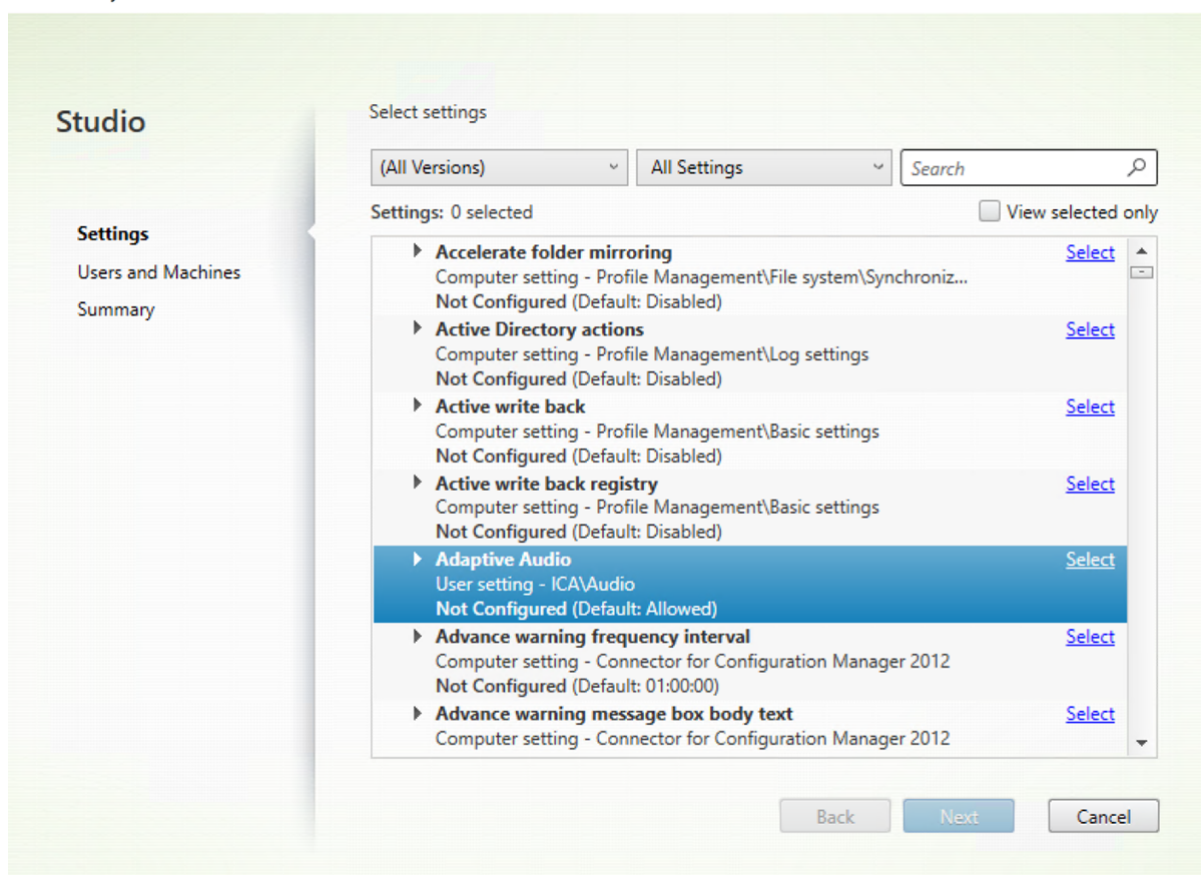 Studio
Settings
Users and Machines
Summary
Select settings
(All Versions)
All Settings
Search
Settings: 0 selected
View selected only
Accelerate folder mirroring Select
Computer setting - Profile Management\File system\Synchroniz...
Not Configured (Default: Disabled)
Active Directory actions Select
Computer setting - Profile Management\Log settings
Not Configured (Default: Disabled)
Active write back Select
Computer setting - Profile Management\Basic settings
Not Configured (Default: Disabled)
Active write back registry Select
Computer setting - Profile Management\Basic settings
Not Configured (Default: Disabled)
Adaptive Audio Select
User setting - ICA\Audio
Not Configured (Default: Allowed)
Advance warning frequency interval Select
Computer setting - Connector for Configuration Manager 2012
Not Configured (Default: 01:00:00)
Advance warning message box body text Select
Computer setting - Connector for Configuration Manager 2012
Back Next Cancel